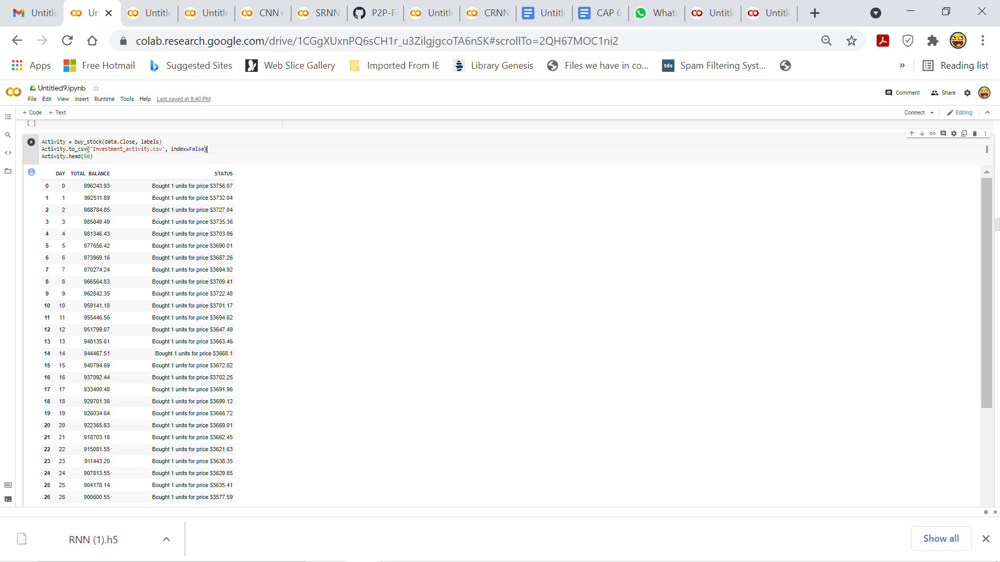 Untitle Un Untitle Untitle CNN+ SRNN P2P-Fi Untitle CRNN Untitle CAP 6 Whats Untitle Untitle
colab.research.google.com/drive/1CGgXUxnPQ6sCH1r_u3ZilgjgcoTA6nSK#scrollTo=2QH67MOC1ni2
Apps Free Hotmail Suggested Sites Web Slice Gallery Imported From IE Library Genesis Files we have in co... tds Spam Filtering Syst... » Reading list
Untitled9.ipynb
File Edit View Insert Runtime Tools Help Last saved at 8:40 PM
Comment Share
+ Code + Text
Connect Editing
[ ]
Activity = buy_stock(data.Close, labels)
Activity.to_csv('Investment_activity.csv', index=False)
Activity.head(50)
DAY TOTAL BALANCE STATUS
0 0 996243.93 Bought 1 units for price $3756.07
1 1 992511.89 Bought 1 units for price $3732.04
2 2 988784.85 Bought 1 units for price $3727.04
3 3 985049.49 Bought 1 units for price $3735.36
4 4 981346.43 Bought 1 units for price $3703.06
5 5 977656.42 Bought 1 units for price $3690.01
6 6 973969.16 Bought 1 units for price $3687.26
7 7 970274.24 Bought 1 units for price $3694.92
8 8 966564.83 Bought 1 units for price $3709.41
9 9 962842.35 Bought 1 units for price $3722.48
10 10 959141.18 Bought 1 units for price $3701.17
11 11 955446.56 Bought 1 units for price $3694.62
12 12 951799.07 Bought 1 units for price $3647.49
13 13 948135.61 Bought 1 units for price $3663.46
14 14 944467.51 Bought 1 units for price $3668.1
15 15 940794.69 Bought 1 units for price $3672.82
16 16 937092.44 Bought 1 units for price $3702.25
17 17 933400.48 Bought 1 units for price $3691.96
18 18 929701.36 Bought 1 units for price $3699.12
19 19 926034.64 Bought 1 units for price $3666.72
20 20 922365.63 Bought 1 units for price $3669.01
21 21 918703.18 Bought 1 units for price $3662.45
22 22 915081.55 Bought 1 units for price $3621.63
23 23 911443.20 Bought 1 units for price $3638.35
24 24 907813.55 Bought 1 units for price $3629.65
25 25 904178.14 Bought 1 units for price $3635.41
26 26 900600.55 Bought 1 units for price $3577.59
RNN (1).h5
Show all